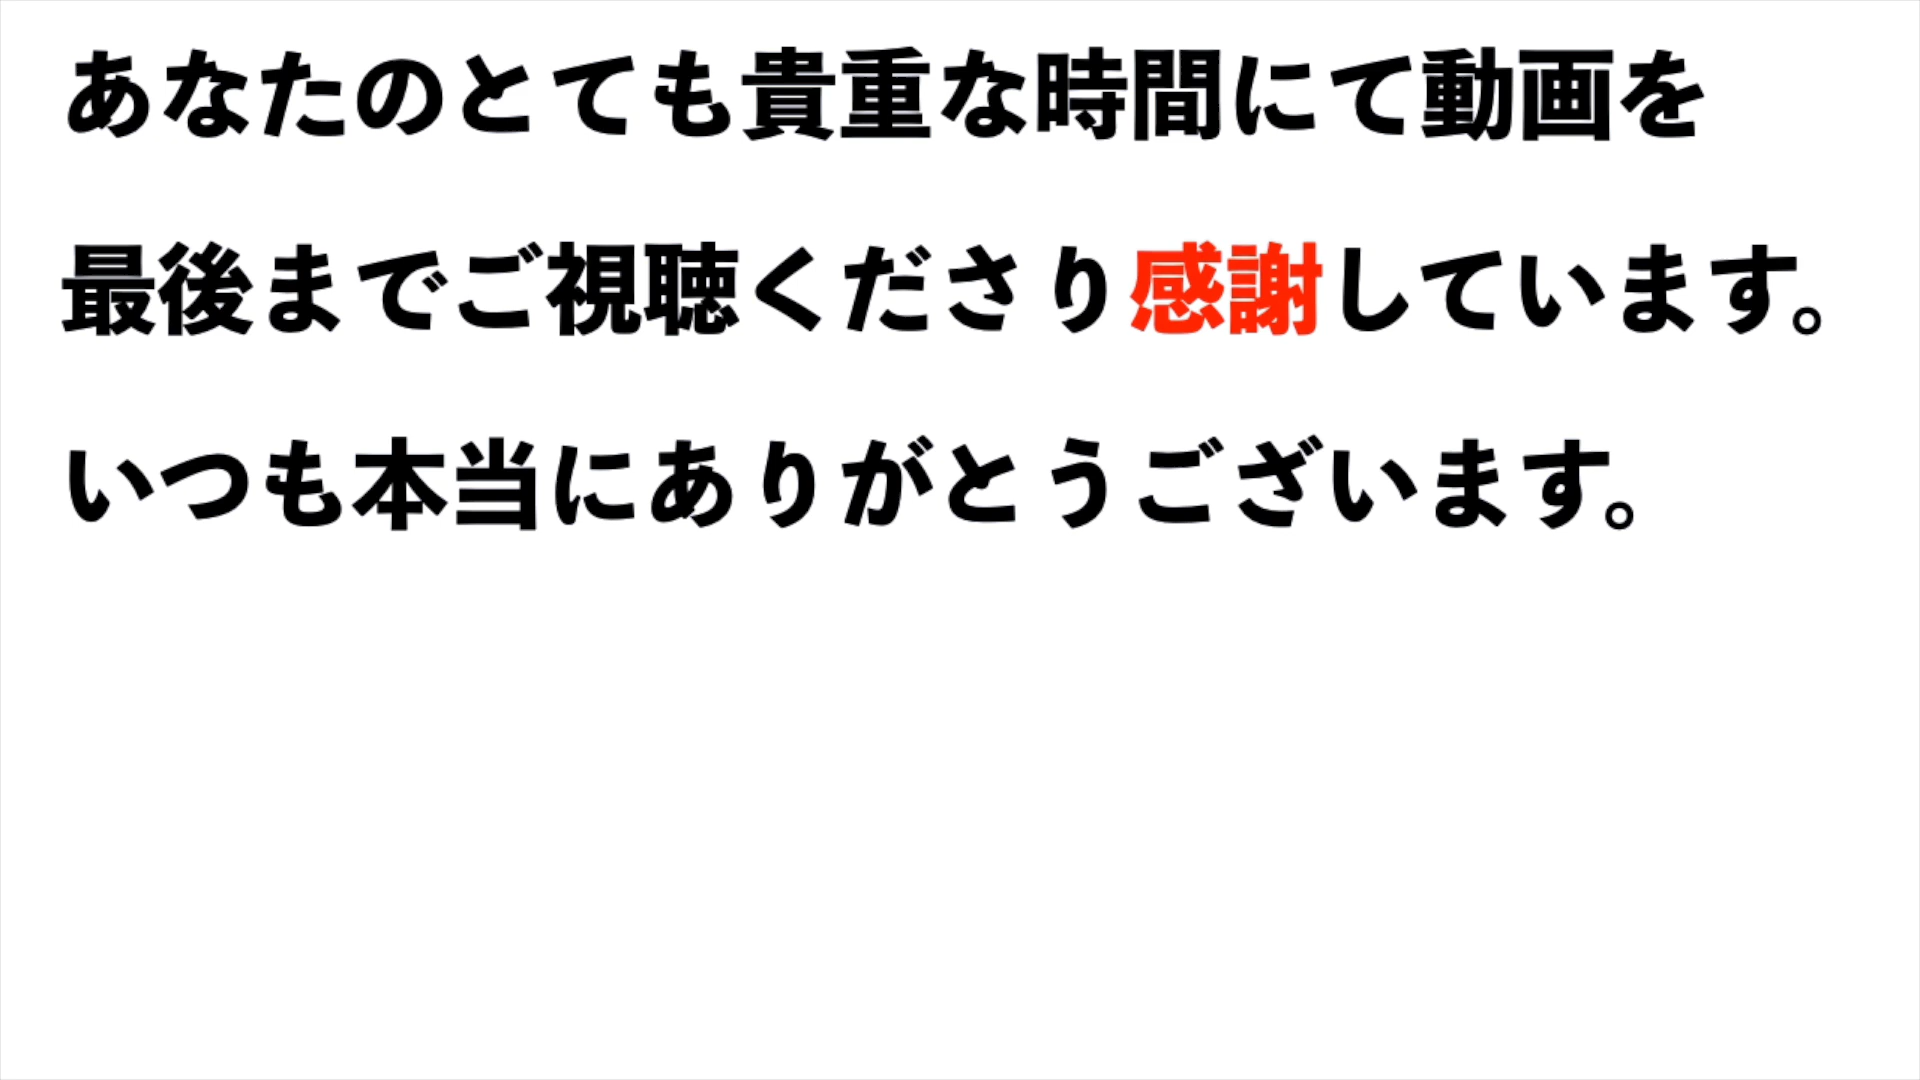 あなたのとても貴重な時間にて動画を
最後までご視聴くださり感謝しています。
いつも本当にありがとうございます。